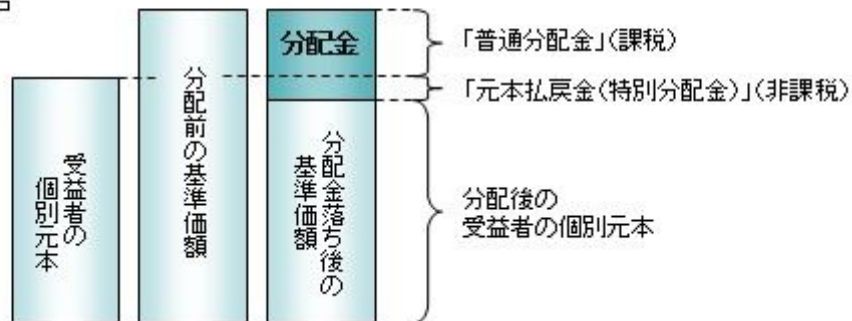 分配金
「普通分配金」(課税)
「元本払戻金(特別分配金)」(非課税)
受益者の
個別元本
分配前の基準価額
分配金落ち後の
基準価額
分配後の
受益者の個別元本